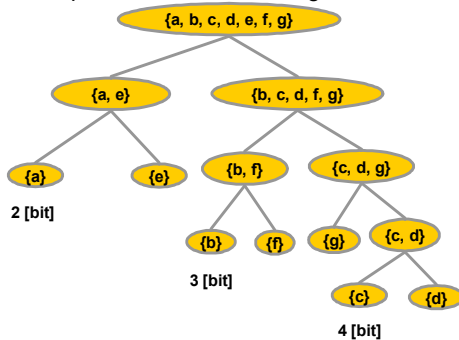 {a, b, c, d, e, f, g}
{a, e}
{b, c, d, f, g}
{a}
{e}
{b, f}
{c, d, g}
2 [bit]
{b}
{f}
{g}
{c, d}
3 [bit]
{c}
{d}
4 [bit]